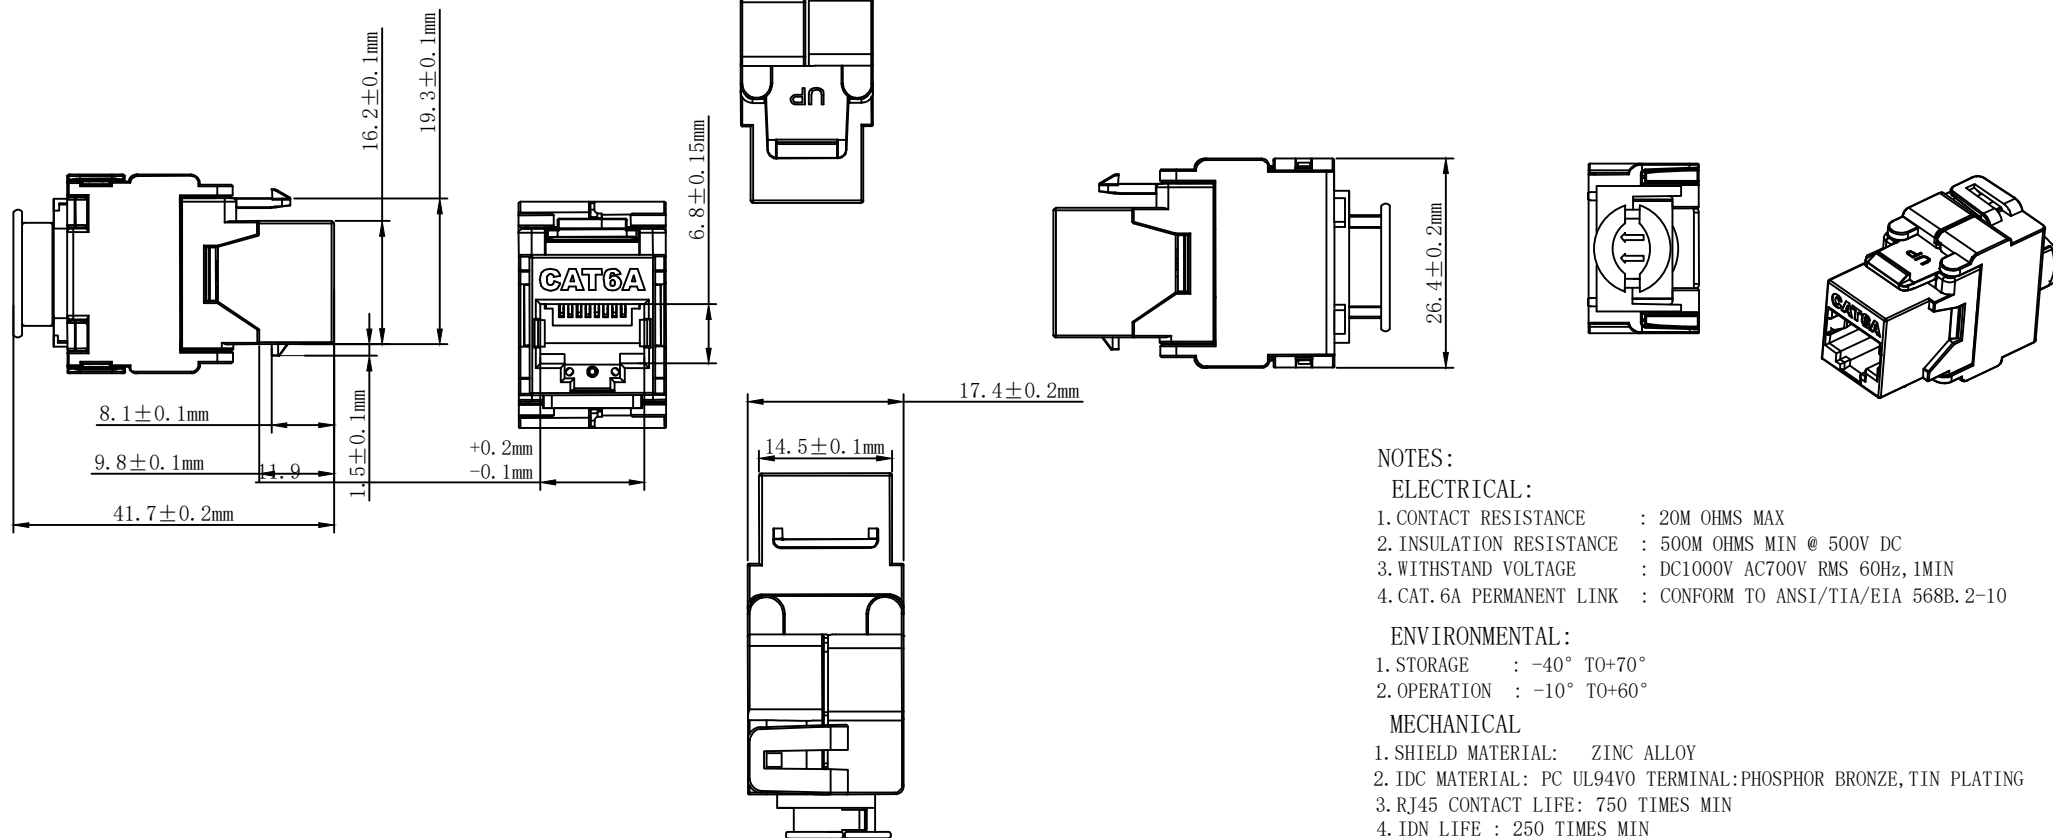 16.2±0.1mm
19.3±0.1mm
UP
6.8±0.15mm
CAT6A
26.4±0.2mm
UP
CAT6A
17.4±0.2mm
8.1±0.1mm
1.5±0.1mm
14.5±0.1mm
+0.2mm
-0.1mm
9.8±0.1mm
11.9
41.7±0.2mm
NOTES:
ELECTRICAL:
1.CONTACT RESISTANCE : 20M OHMS MAX
2.INSULATION RESISTANCE : 500M OHMS MIN @ 500V DC
3.WITHSTAND VOLTAGE : DC1000V AC700V RMS 60Hz,1MIN
4.CAT.6A PERMANENT LINK : CONFORM TO ANSI/TIA/EIA 568B.2-10
ENVIRONMENTAL:
1.STORAGE : -40° TO+70°
2.OPERATION : -10° TO+60°
MECHANICAL
1.SHIELD MATERIAL: ZINC ALLOY
2.IDC MATERIAL: PC UL94V0 TERMINAL:PHOSPHOR BRONZE,TIN PLATING
3.RJ45 CONTACT LIFE: 750 TIMES MIN
4.IDN LIFE : 250 TIMES MIN